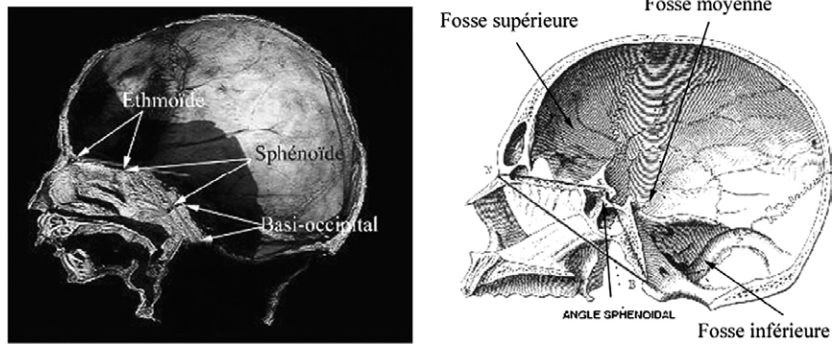 Ethmoïde
Sphénoïde
Basi-occipital
Fosse supérieure
Fosse moyenne
N
B
ANGLE SPHENOIDAL
Fosse inférieure